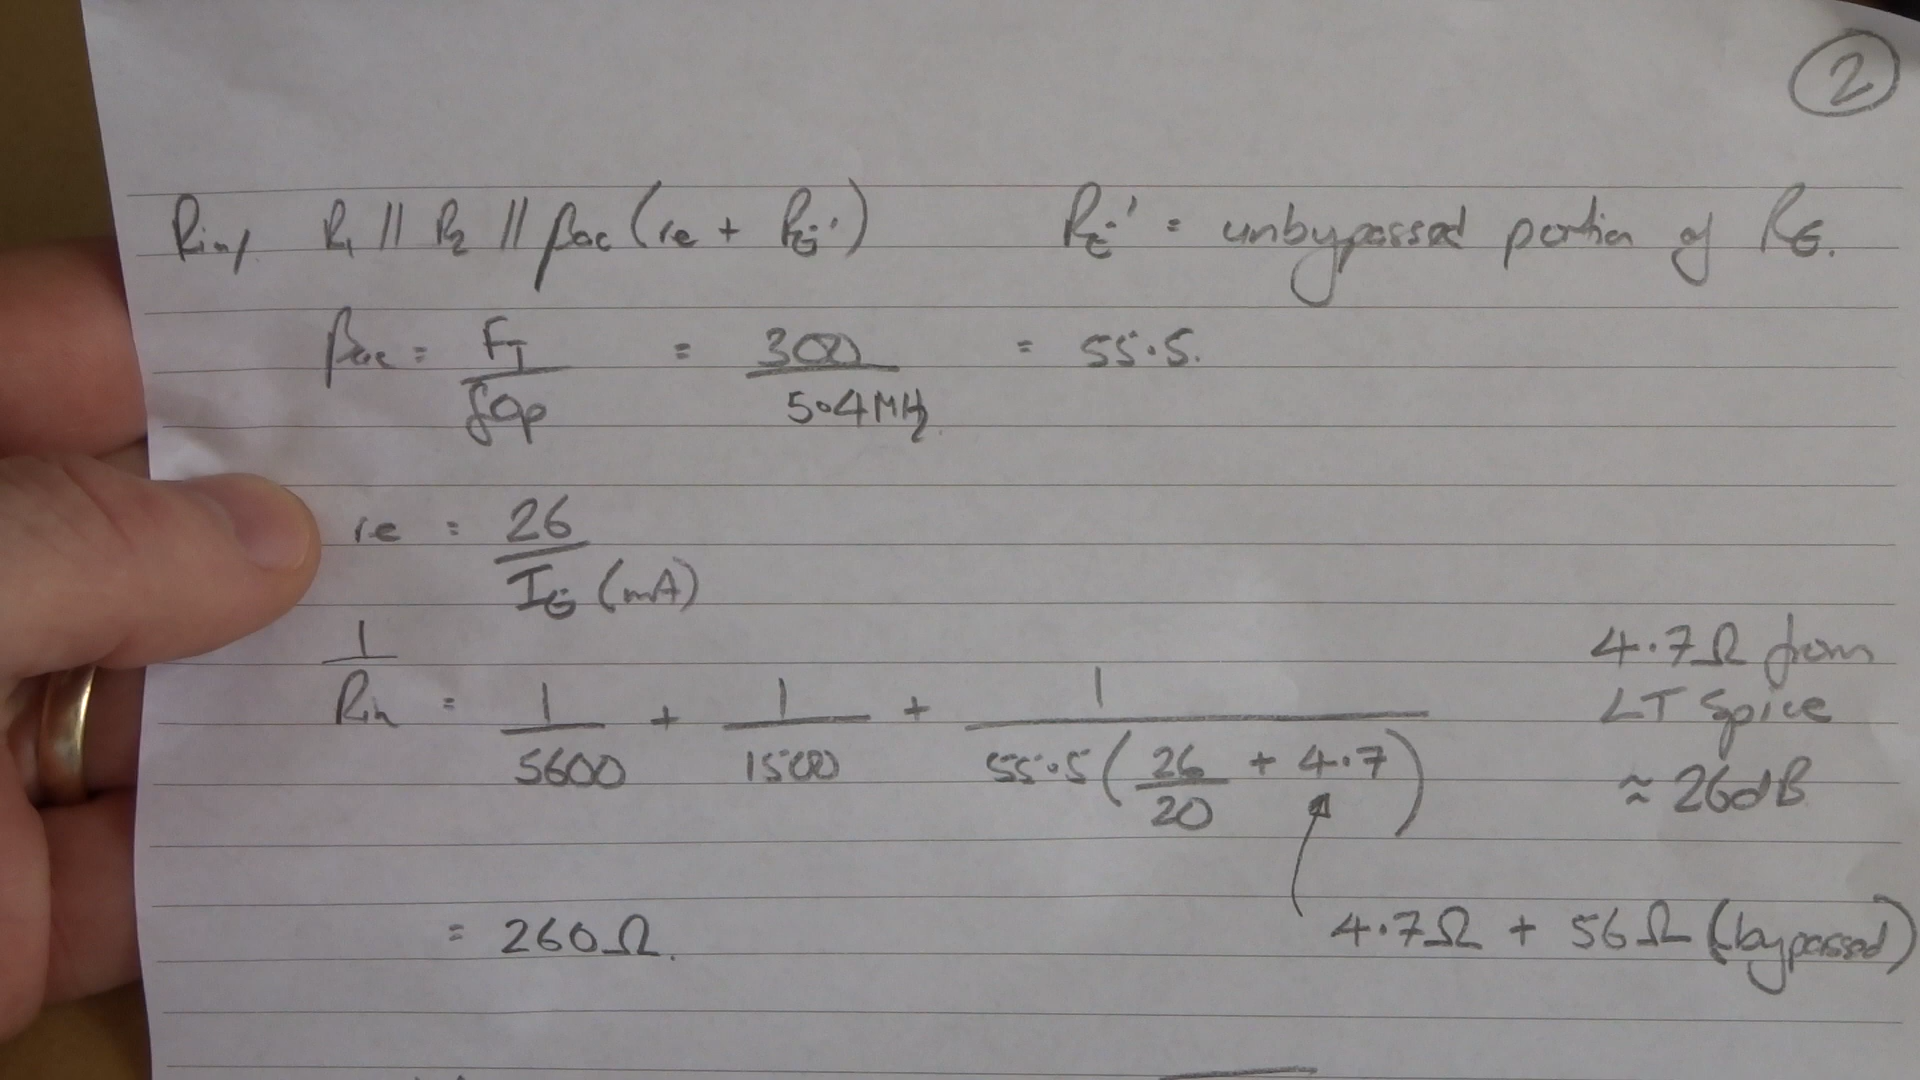 2
Rin, R1 // R2 // βac (re + RE') RE' = unbypassed portion of RE.
βac = FT / fop = 300 / 5.4MHz = 55.5.
re = 26 / IE (mA)
1 / Rin = 1 / 5600 + 1 / 1500 + 1 / 55.5 ( 26 / 20 + 4.7 )
4.7Ω from
LT Spice
≈ 26dB
= 260Ω.
4.7Ω + 56Ω (bypassed)